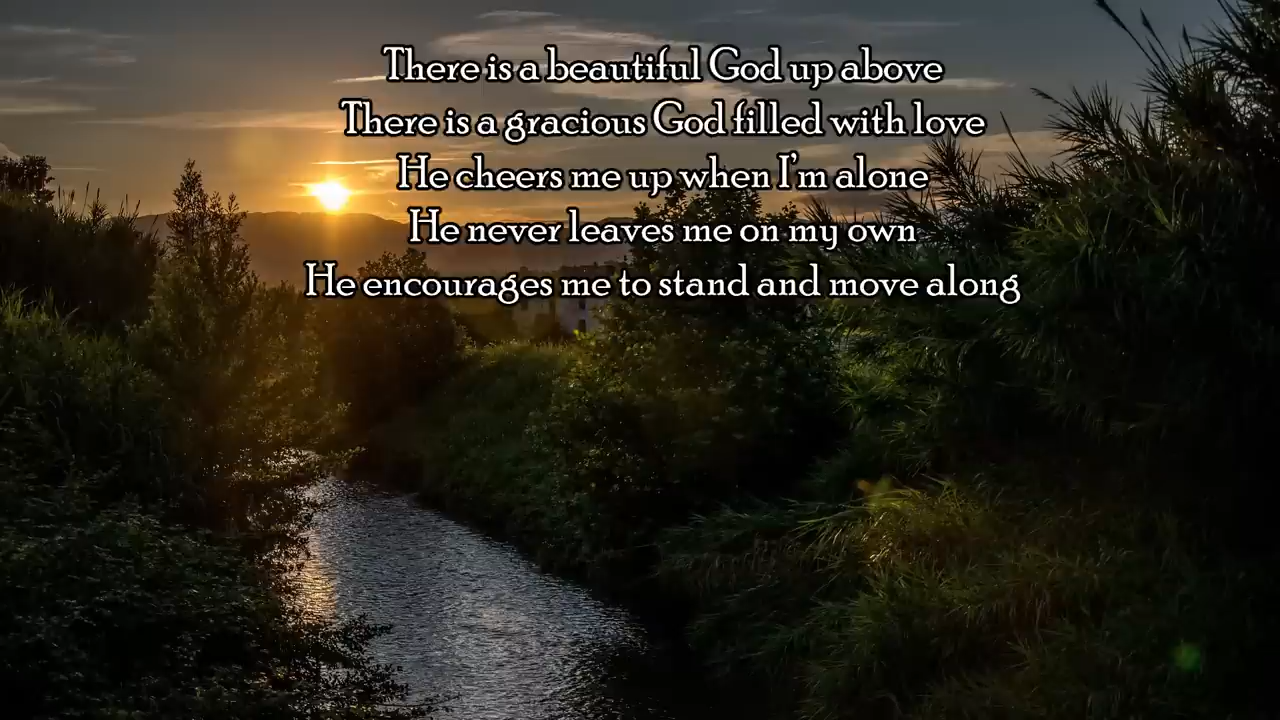 There is a beautiful God up above
There is a gracious God filled with love
He cheers me up when I'm alone
He never leaves me on my own
He encourages me to stand and move along